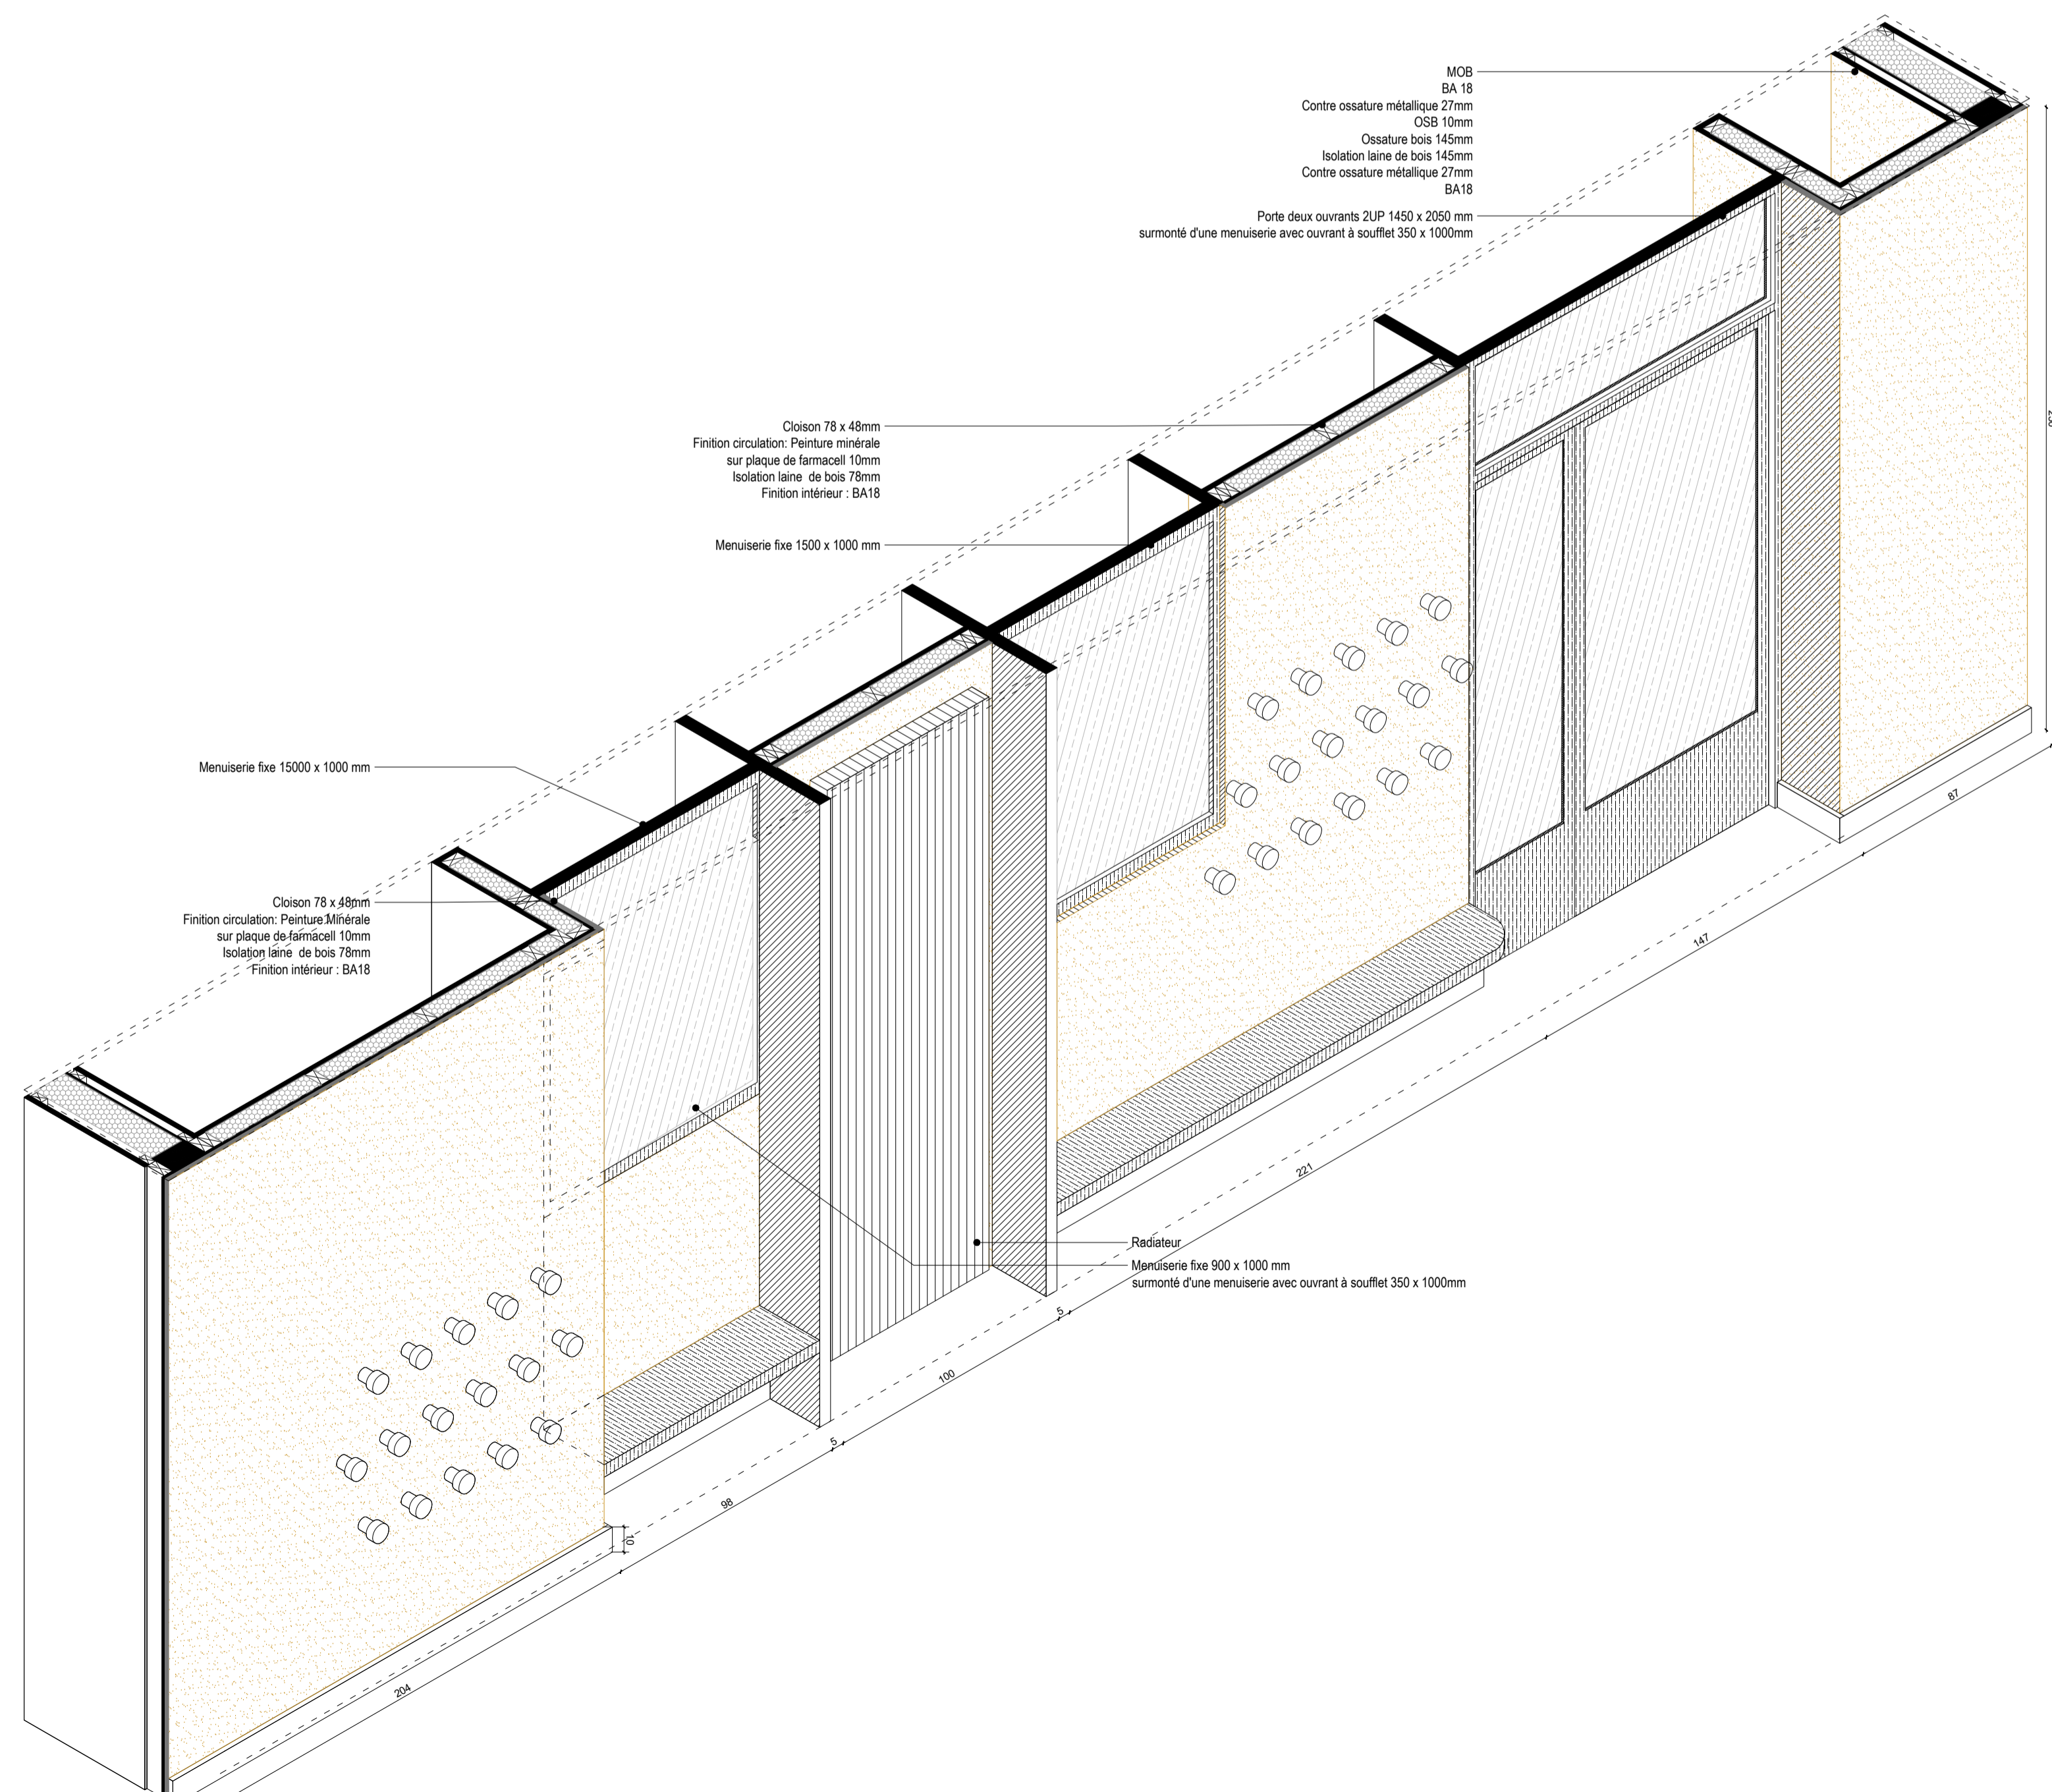 MOB
BA 18
Contre ossature métallique 27mm
OSB 10mm
Ossature bois 145mm
Isolation laine de bois 145mm
Contre ossature métallique 27mm
BA18
Porte deux ouvrants 2UP 1450 x 2050 mm
surmonté d'une menuiserie avec ouvrant à soufflet 350 x 1000mm
Cloison 78 x 48mm
Finition circulation: Peinture minérale
sur plaque de farmacell 10mm
Isolation laine de bois 78mm
Finition intérieur : BA18
Menuiserie fixe 1500 x 1000 mm
Menuiserie fixe 15000 x 1000 mm
Cloison 78 x 48mm
Finition circulation: Peinture Minérale
sur plaque de farmacell 10mm
Isolation laine de bois 78mm
Finition intérieur : BA18
Radiateur
Menuiserie fixe 900 x 1000 mm
surmonté d'une menuiserie avec ouvrant à soufflet 350 x 1000mm
87
147
221
5
100
5
98
10
204